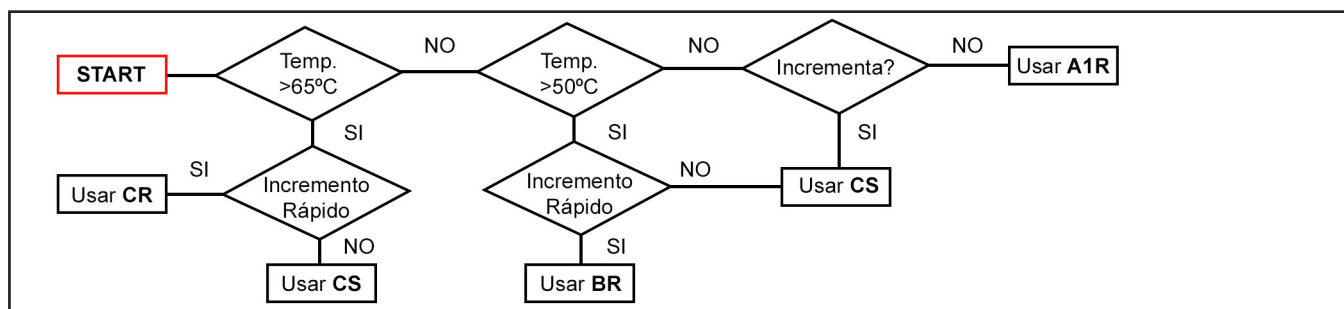 START
Temp.
>65ºC
NO
Temp.
>50ºC
NO
Incrementa?
NO
Usar A1R
SI
SI
SI
Usar CR
SI
Incremento
Rápido
NO
Usar CS
Incremento
Rápido
NO
Usar CS
SI
Usar BR